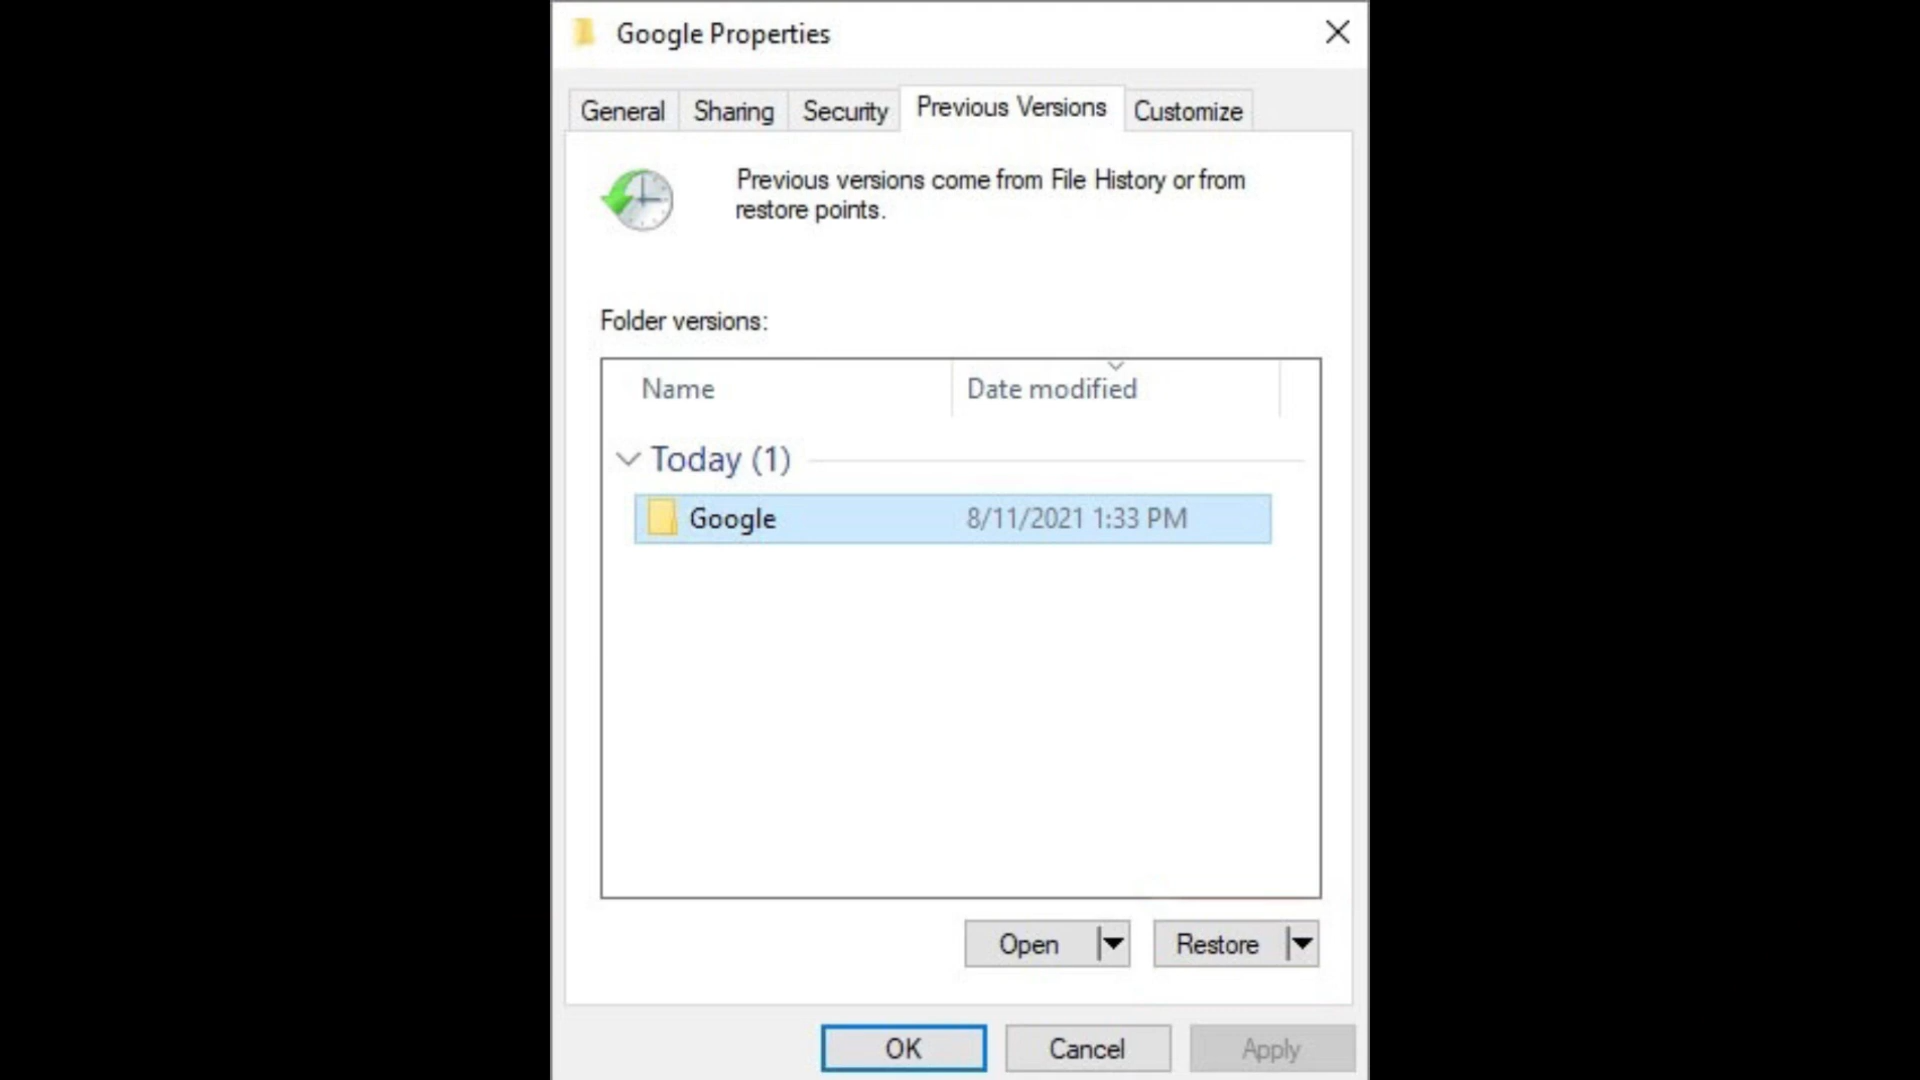 Google Properties
General Sharing Security Previous Versions Customize
Previous versions come from File History or from
restore points.
Folder versions:
Name Date modified
Today (1)
Google 8/11/2021 1:33 PM
Open Restore
OK Cancel Apply